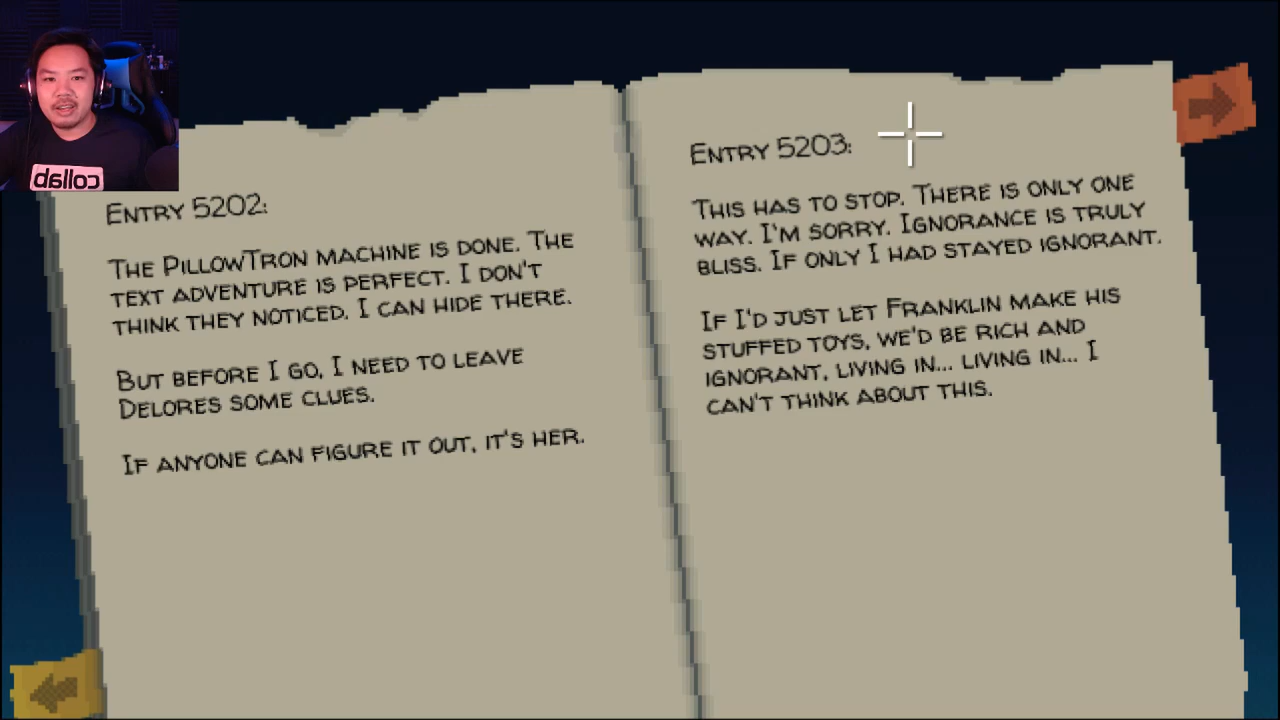 collab
Entry 5202:
The PillowTron machine is done. The
text adventure is perfect. I don't
think they noticed. I can hide there.
But before I go, I need to leave
Delores some clues.
If anyone can figure it out, it's her.
Entry 5203:
This has to stop. There is only one
way. I'm sorry. Ignorance is truly
bliss. If only I had stayed ignorant.
If I'd just let Franklin make his
stuffed toys, we'd be rich and
ignorant, living in... living in... I
can't think about this.